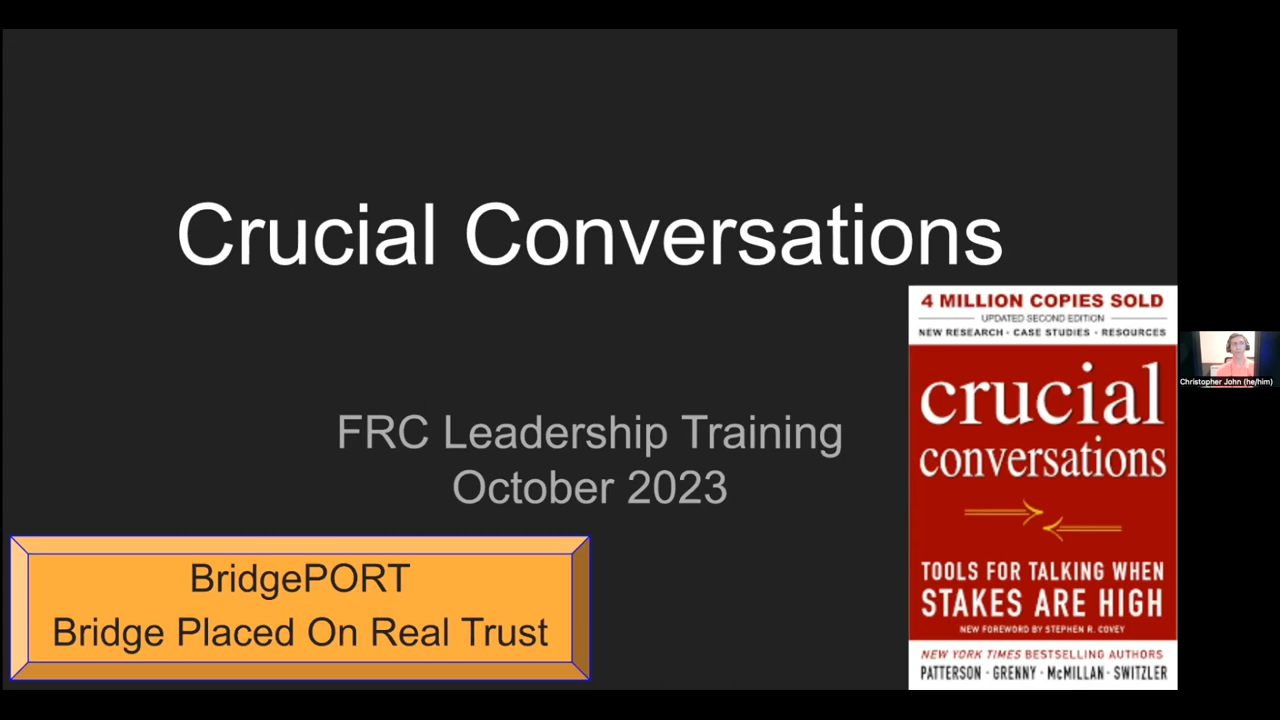 Crucial Conversations
FRC Leadership Training
October 2023
BridgePORT
Bridge Placed On Real Trust
4 MILLION COPIES SOLD
UPDATED SECOND EDITION
NEW RESEARCH · CASE STUDIES · RESOURCES
crucial
conversations
TOOLS FOR TALKING WHEN
STAKES ARE HIGH
NEW FOREWORD BY STEPHEN R. COVEY
NEW YORK TIMES BESTSELLING AUTHORS
PATTERSON · GRENNY · McMILLAN · SWITZLER
Christopher John (he/him)